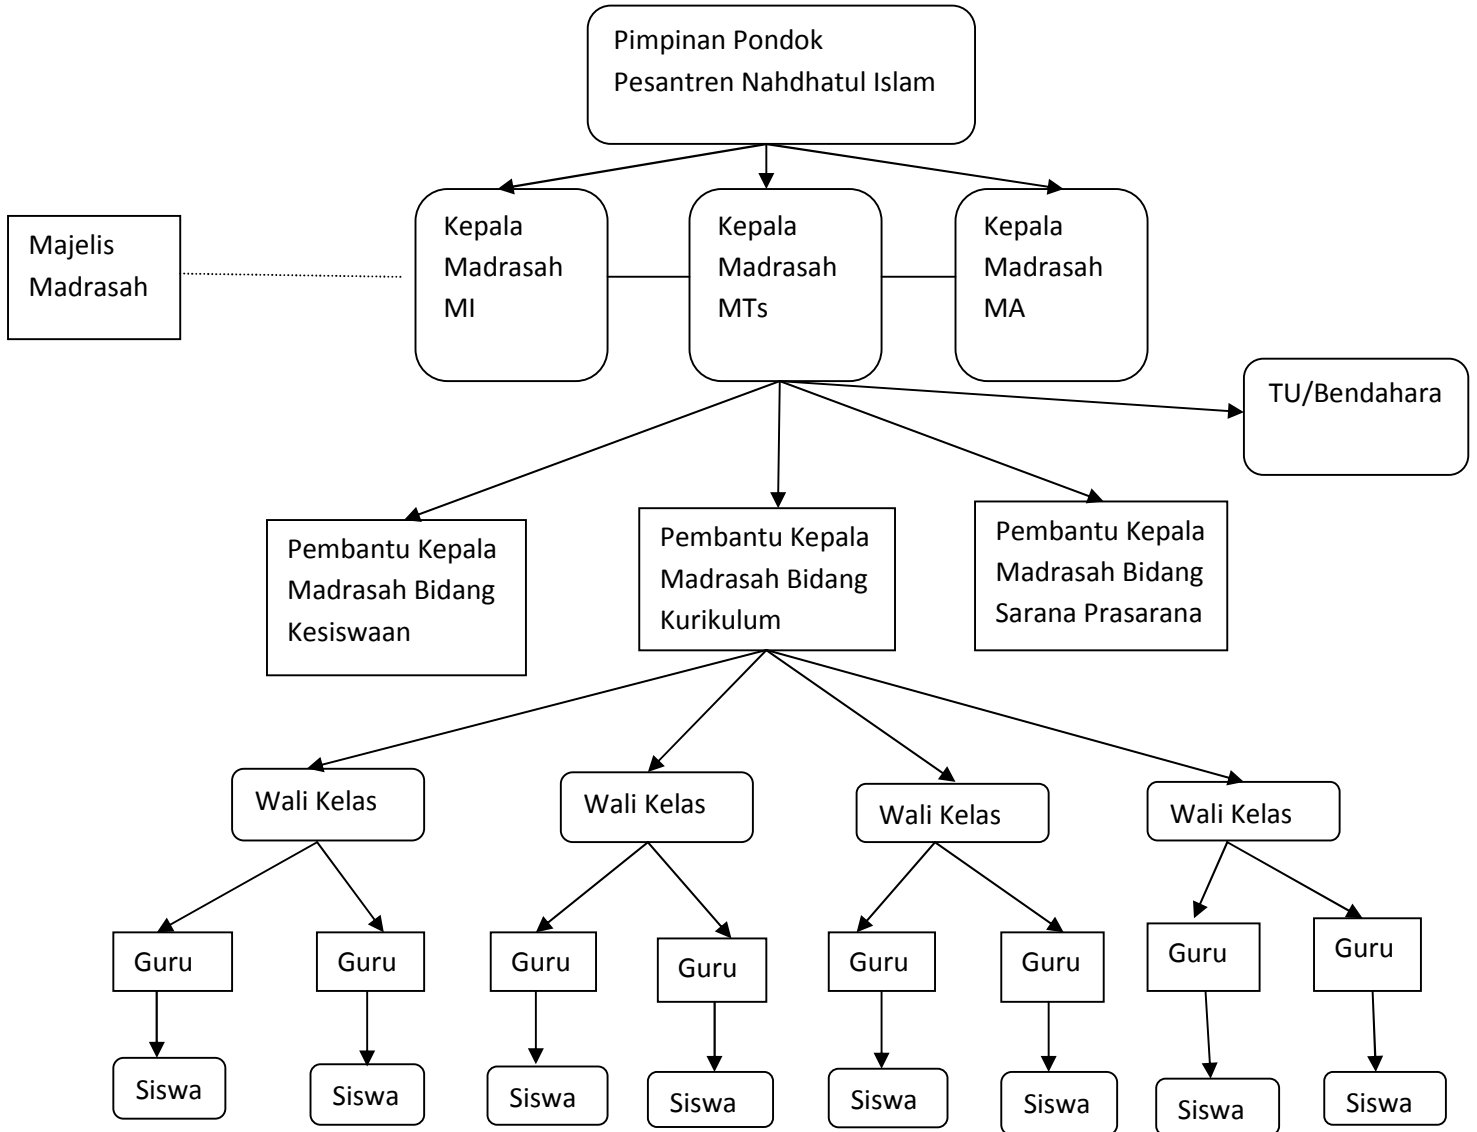 Pimpinan Pondok
Pesantren Nahdhatul Islam
Majelis
Madrasah
Kepala
Madrasah
MI
Kepala
Madrasah
MTs
Kepala
Madrasah
MA
TU/Bendahara
Pembantu Kepala
Madrasah Bidang
Kesiswaan
Pembantu Kepala
Madrasah Bidang
Kurikulum
Pembantu Kepala
Madrasah Bidang
Sarana Prasarana
Wali Kelas
Wali Kelas
Wali Kelas
Wali Kelas
Guru
Guru
Guru
Guru
Guru
Guru
Guru
Guru
Siswa
Siswa
Siswa
Siswa
Siswa
Siswa
Siswa
Siswa